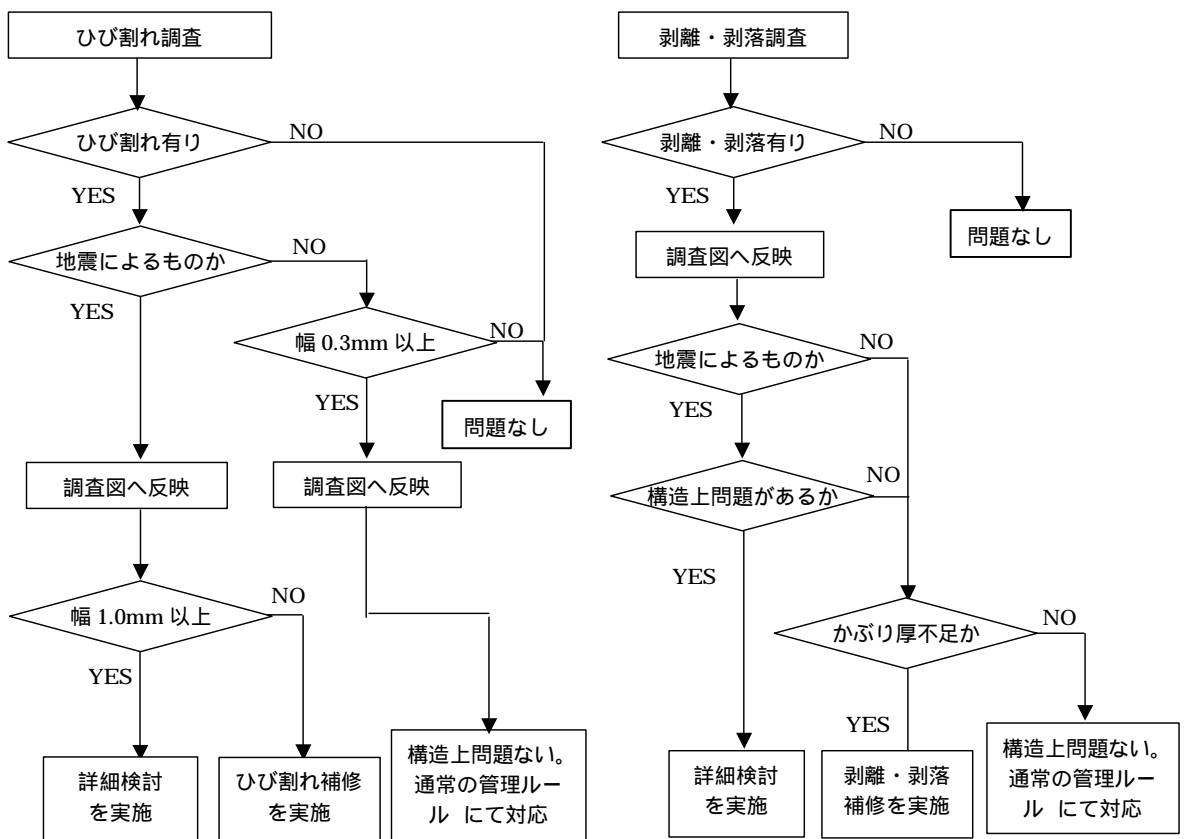 ひび割れ調査
ひび割れ有り
NO
YES
地震によるものか
NO
YES
幅 0.3mm 以上
NO
YES
問題なし
調査図へ反映
調査図へ反映
幅 1.0mm 以上
NO
YES
詳細検討
を実施
ひび割れ補修
を実施
構造上問題ない。
通常の管理ルー
ル にて対応
剥離・剥落調査
剥離・剥落有り
NO
YES
問題なし
調査図へ反映
地震によるものか
NO
YES
構造上問題があるか
NO
YES
かぶり厚不足か
NO
YES
詳細検討
を実施
剥離・剥落
補修を実施
構造上問題ない。
通常の管理ルー
ル にて対応